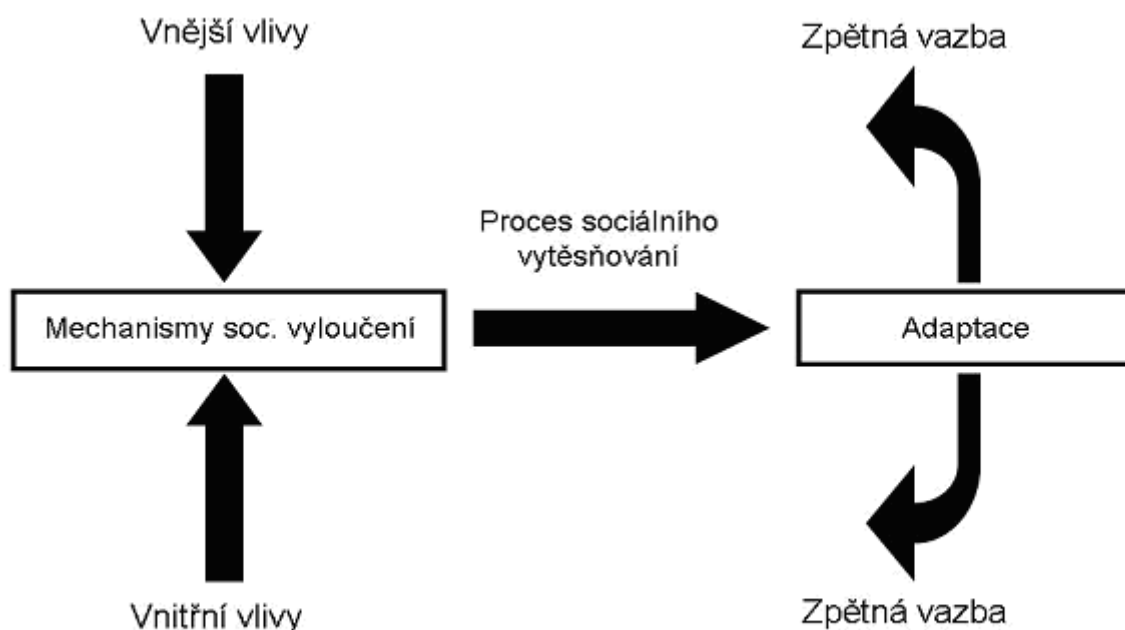 Vnější vlivy
Zpětná vazba
Proces sociálního
vytěsňování
Mechanismy soc. vyloučení
Adaptace
Vnitřní vlivy
Zpětná vazba